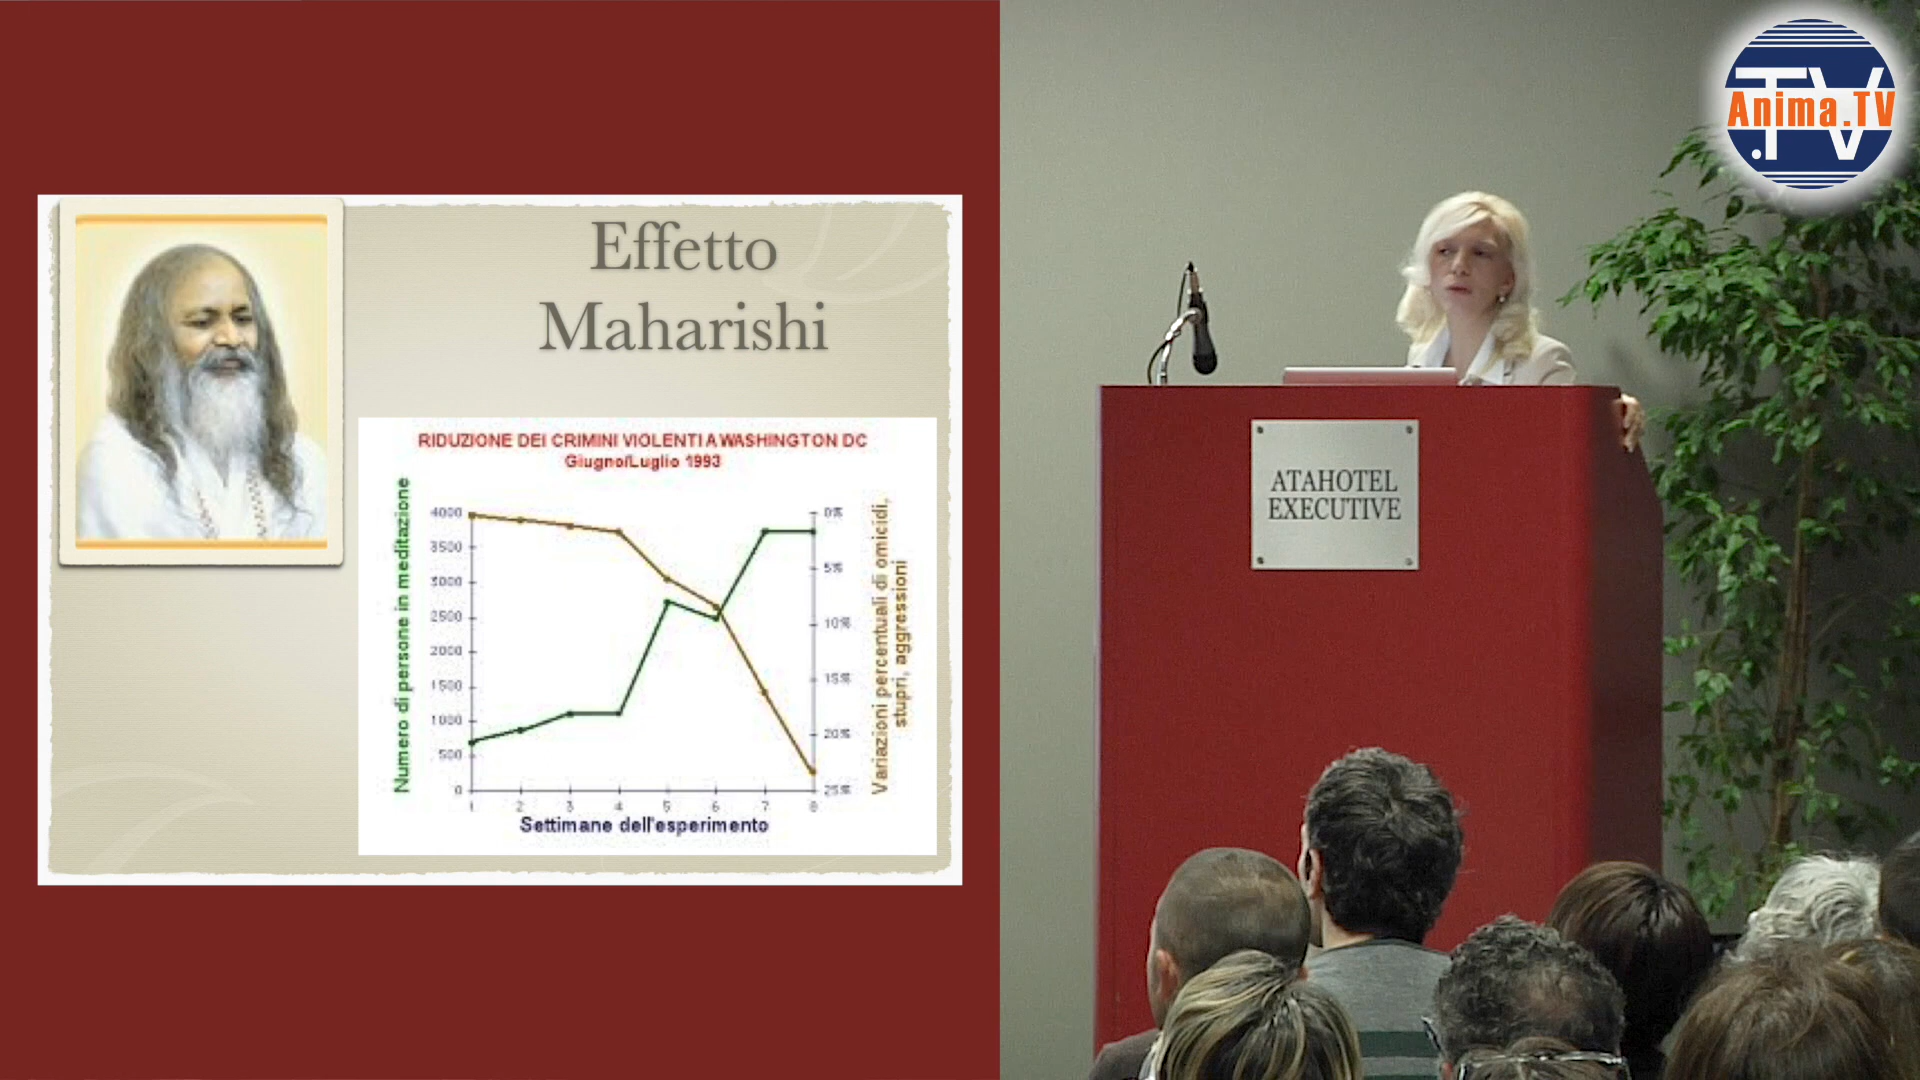 Effetto
Maharishi
RIDUZIONE DEI CRIMINI VIOLENTI A WASHINGTON DC
Giugno/Luglio 1993
Numero di persone in meditazione
4000
3500
3000
2500
2000
1500
1000
500
0
0%
5%
10%
15%
20%
25%
Variazioni percentuali di omicidi,
stupri, aggressioni
1 2 3 4 5 6 7 8
Settimane dell'esperimento
ATAHOTEL
EXECUTIVE
.TV
Anima.TV